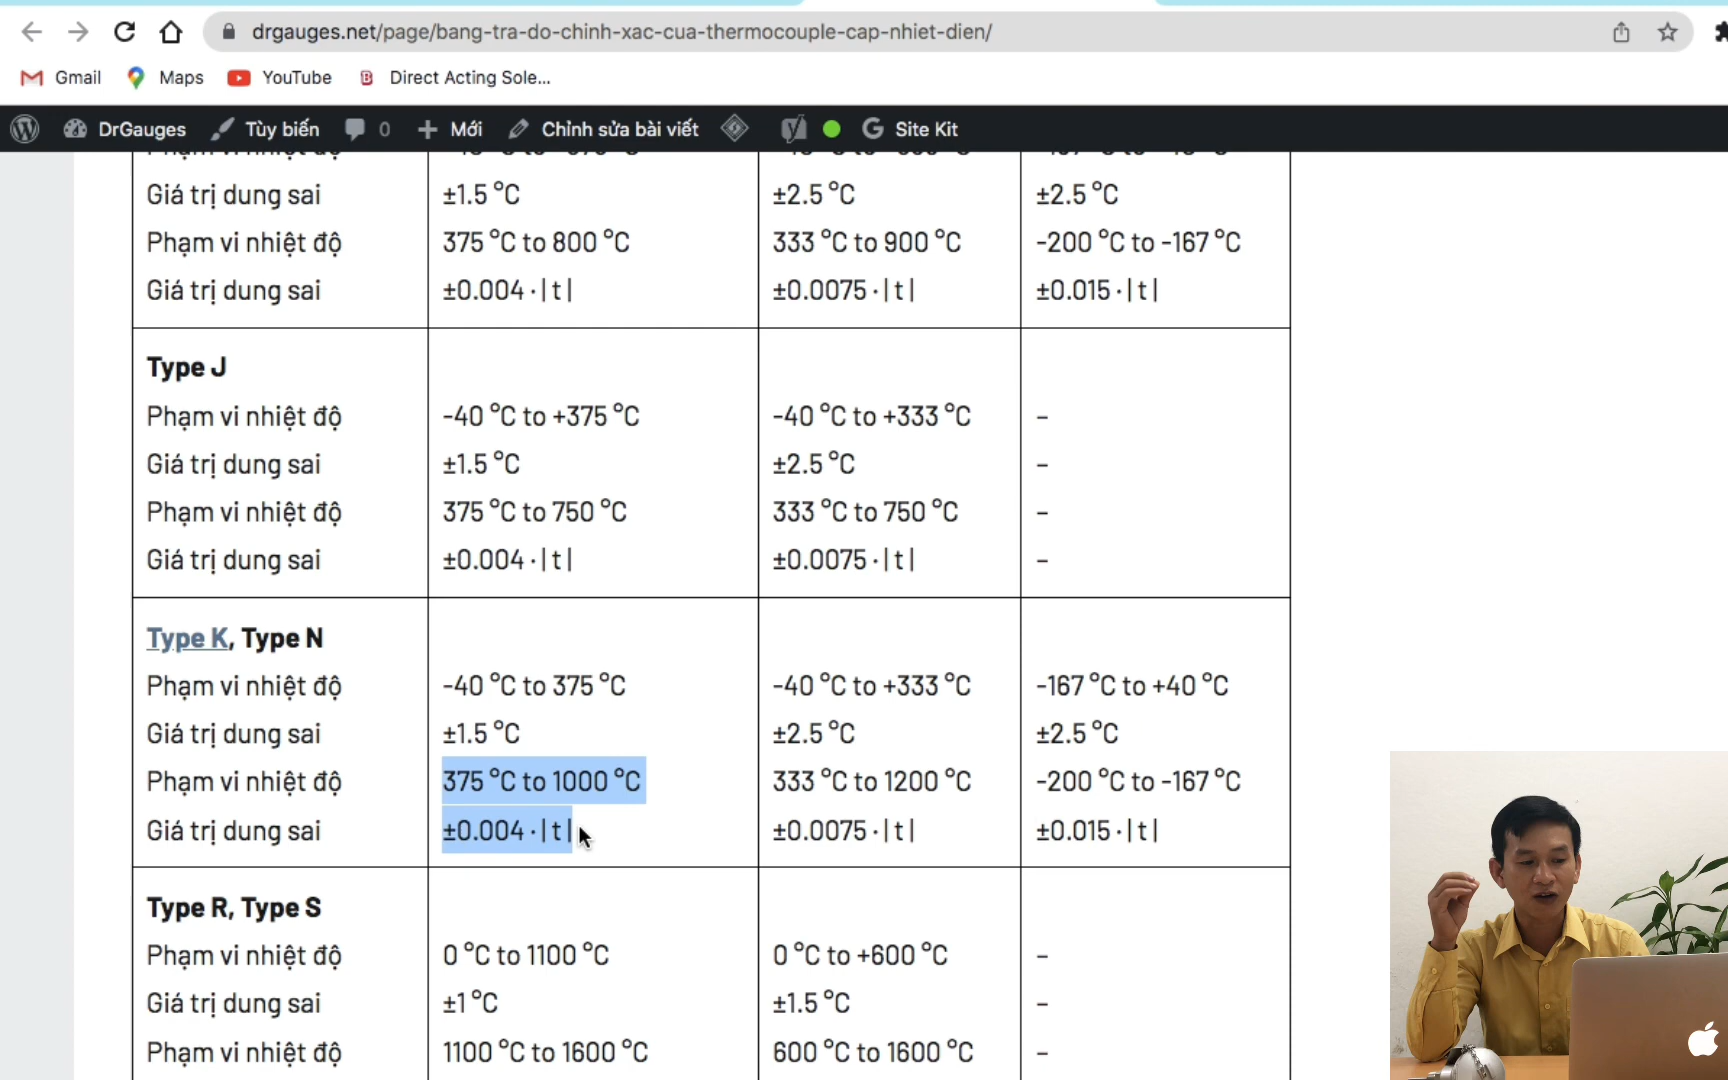 drgauges.net/page/bang-tra-do-chinh-xac-cua-thermocouple-cap-nhiet-dien/
Gmail Maps YouTube Direct Acting Sole...
DrGauges Tùy biến 0 Mới Chỉnh sửa bài viết Site Kit
Phạm vi nhiệt độ
Giá trị dung sai ±1.5 °C ±2.5 °C ±2.5 °C
Phạm vi nhiệt độ 375 °C to 800 °C 333 °C to 900 °C -200 °C to -167 °C
Giá trị dung sai ±0.004 · | t | ±0.0075 · | t | ±0.015 · | t |
Type J
Phạm vi nhiệt độ -40 °C to +375 °C -40 °C to +333 °C –
Giá trị dung sai ±1.5 °C ±2.5 °C –
Phạm vi nhiệt độ 375 °C to 750 °C 333 °C to 750 °C –
Giá trị dung sai ±0.004 · | t | ±0.0075 · | t | –
Type K, Type N
Phạm vi nhiệt độ -40 °C to 375 °C -40 °C to +333 °C -167 °C to +40 °C
Giá trị dung sai ±1.5 °C ±2.5 °C ±2.5 °C
Phạm vi nhiệt độ 375 °C to 1000 °C 333 °C to 1200 °C -200 °C to -167 °C
Giá trị dung sai ±0.004 · | t | ±0.0075 · | t | ±0.015 · | t |
Type R, Type S
Phạm vi nhiệt độ 0 °C to 1100 °C 0 °C to +600 °C –
Giá trị dung sai ±1 °C ±1.5 °C –
Phạm vi nhiệt độ 1100 °C to 1600 °C 600 °C to 1600 °C –